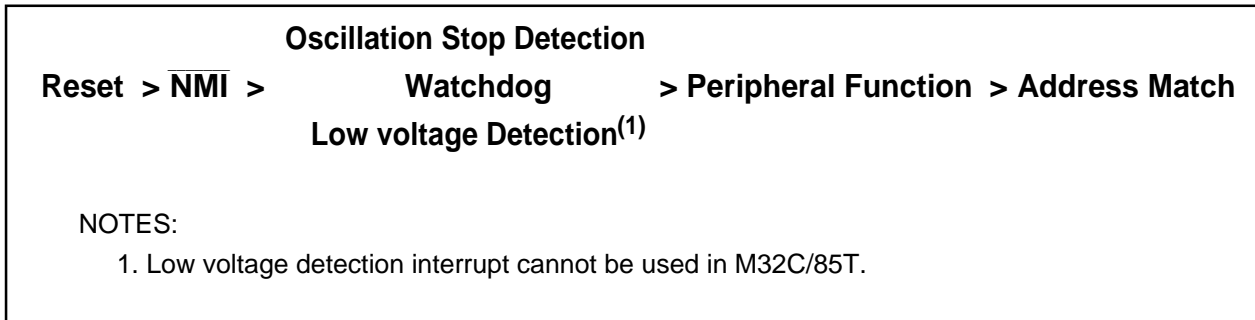 Oscillation Stop Detection
Reset > NMI > Watchdog > Peripheral Function > Address Match
Low voltage Detection(1)
NOTES:
1. Low voltage detection interrupt cannot be used in M32C/85T.